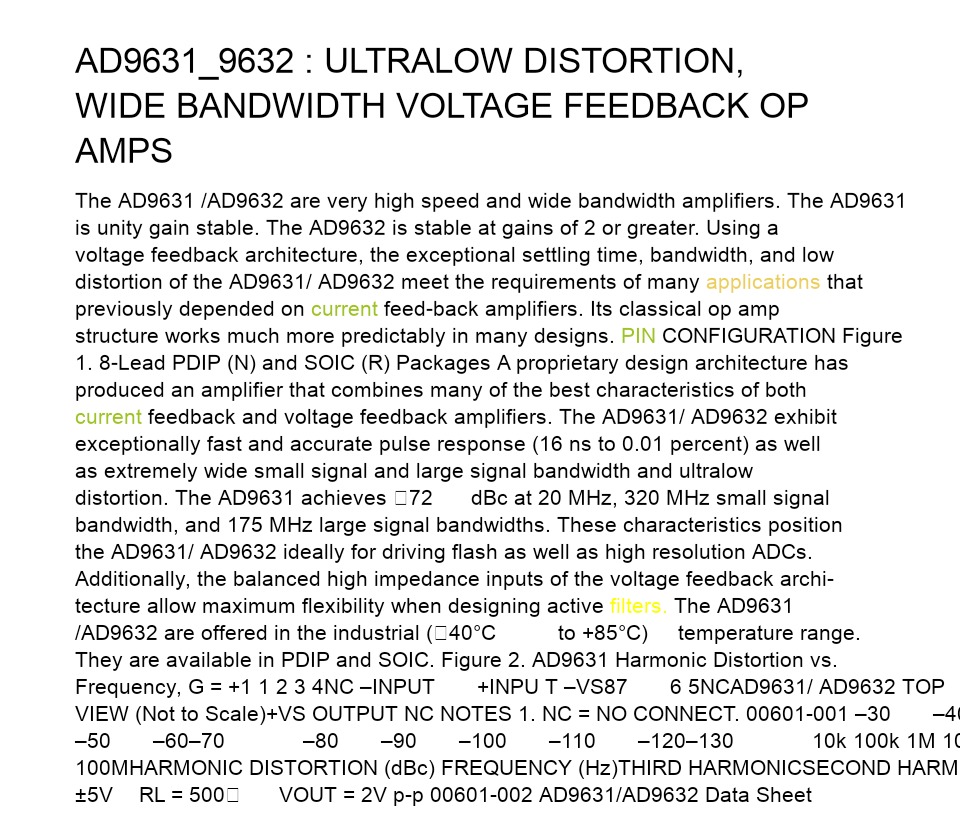 AD9631_9632 : ULTRALOW DISTORTION,
WIDE BANDWIDTH VOLTAGE FEEDBACK OP
AMPS
The AD9631 /AD9632 are very high speed and wide bandwidth amplifiers. The AD9631
is unity gain stable. The AD9632 is stable at gains of 2 or greater. Using a
voltage feedback architecture, the exceptional settling time, bandwidth, and low
distortion of the AD9631/ AD9632 meet the requirements of many applications that
previously depended on current feed-back amplifiers. Its classical op amp
structure works much more predictably in many designs. PIN CONFIGURATION Figure
1. 8-Lead PDIP (N) and SOIC (R) Packages A proprietary design architecture has
produced an amplifier that combines many of the best characteristics of both
current feedback and voltage feedback amplifiers. The AD9631/ AD9632 exhibit
exceptionally fast and accurate pulse response (16 ns to 0.01 percent) as well
as extremely wide small signal and large signal bandwidth and ultralow
distortion. The AD9631 achieves □72 dBc at 20 MHz, 320 MHz small signal
bandwidth, and 175 MHz large signal bandwidths. These characteristics position
the AD9631/ AD9632 ideally for driving flash as well as high resolution ADCs.
Additionally, the balanced high impedance inputs of the voltage feedback archi-
tecture allow maximum flexibility when designing active filters. The AD9631
/AD9632 are offered in the industrial (□40°C to +85°C) temperature range.
They are available in PDIP and SOIC. Figure 2. AD9631 Harmonic Distortion vs.
Frequency, G = +1 1 2 3 4NC –INPUT +INPU T –VS87 6 5NCAD9631/ AD9632 TOP
VIEW (Not to Scale)+VS OUTPUT NC NOTES 1. NC = NO CONNECT. 00601-001 –30 –40
–50 –60–70 –80 –90 –100 –110 –120–130 10k 100k 1M 10
100MHARMONIC DISTORTION (dBc) FREQUENCY (Hz)THIRD HARMONICSECOND HARM
±5V RL = 500□ VOUT = 2V p-p 00601-002 AD9631/AD9632 Data Sheet